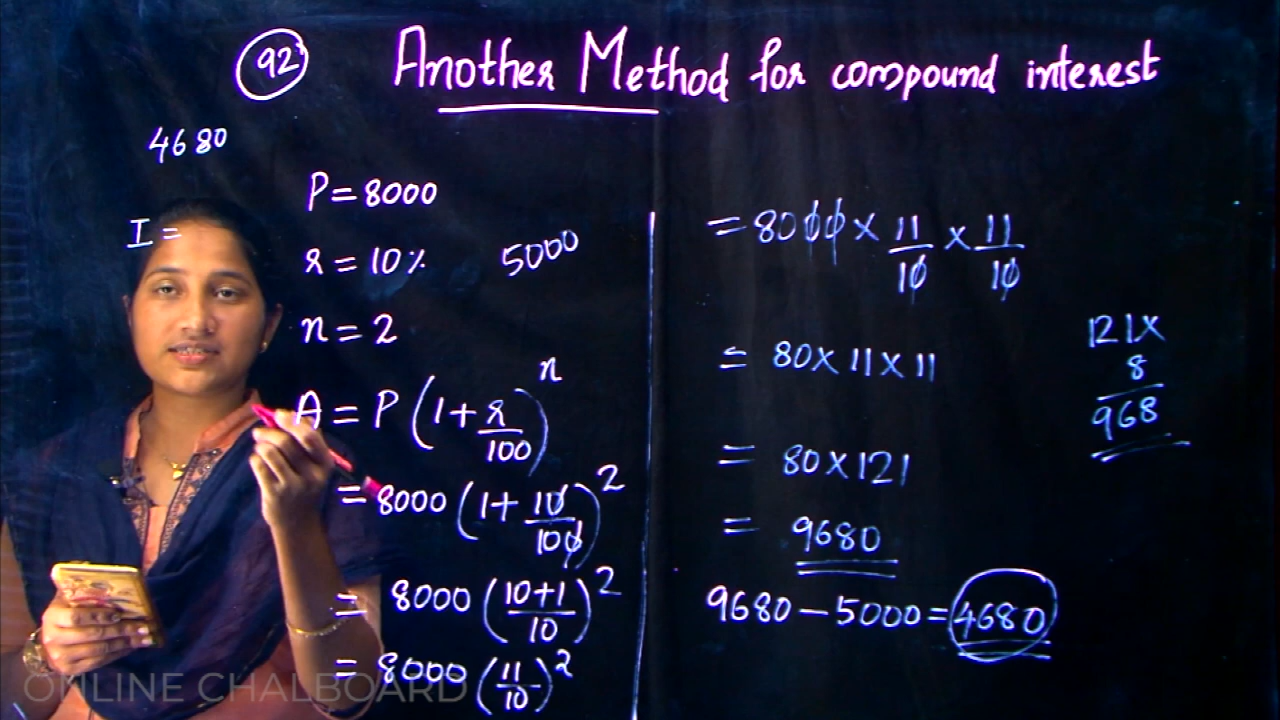 92 Another Method for compound interest
4680
P = 8000
I =
r = 10%
5000
n = 2
A = P (1 + r/100)^n
= 8000 (1 + 10/100)^2
= 8000 (10+1/10)^2
= 8000 (11/10)^2
= 8000 x 11/10 x 11/10
= 80 x 11 x 11
= 80 x 121
= 9680
9680 - 5000 = 4680
121 x
8
968
ONLINE CHALBOARD